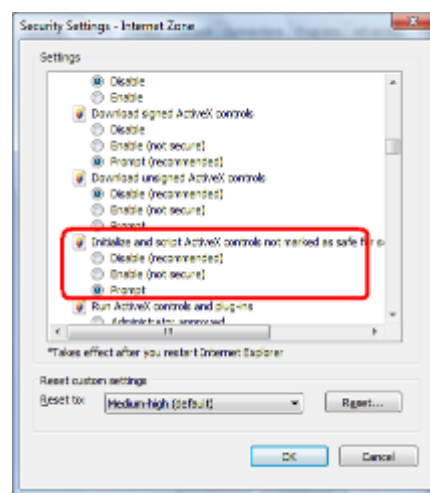 Security Settings - Internet Zone
Settings
Disable
Enable
Download signed ActiveX controls
Disable
Enable (not secure)
Prompt (recommended)
Download unsigned ActiveX controls
Disable (recommended)
Enable (not secure)
Prompt
Initialize and script ActiveX controls not marked as safe for s
Disable (recommended)
Enable (not secure)
Prompt
Run ActiveX controls and plug-ins
Administrator approved
*Takes effect after you restart Internet Explorer
Reset custom settings
Reset to: Medium-high (default) Reset...
OK Cancel